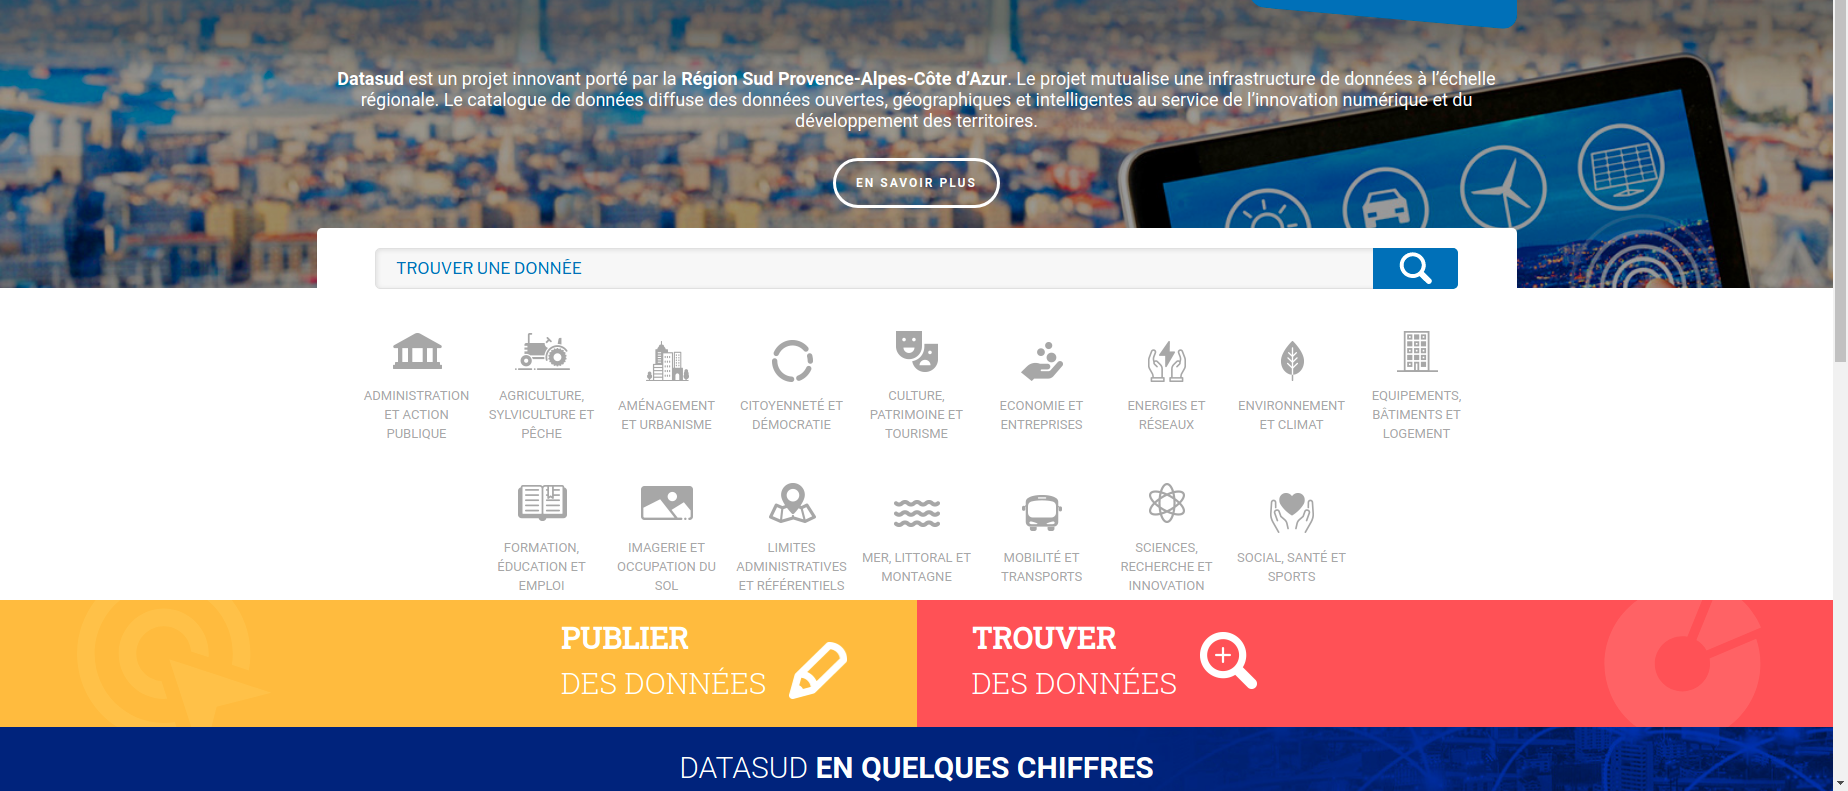 Datasud est un projet innovant porté par la Région Sud Provence-Alpes-Côte d’Azur. Le projet mutualise une infrastructure de données à l’échelle
régionale. Le catalogue de données diffuse des données ouvertes, géographiques et intelligentes au service de l’innovation numérique et du
développement des territoires.
EN SAVOIR PLUS
TROUVER UNE DONNÉE
ADMINISTRATION
ET ACTION
PUBLIQUE
AGRICULTURE,
SYLVICULTURE ET
PÊCHE
AMÉNAGEMENT
ET URBANISME
CITOYENNETÉ ET
DÉMOCRATIE
CULTURE,
PATRIMOINE ET
TOURISME
ECONOMIE ET
ENTREPRISES
ENERGIES ET
RÉSEAUX
ENVIRONNEMENT
ET CLIMAT
EQUIPEMENTS,
BÂTIMENTS ET
LOGEMENT
FORMATION,
ÉDUCATION ET
EMPLOI
IMAGERIE ET
OCCUPATION DU
SOL
LIMITES
ADMINISTRATIVES
ET RÉFÉRENTIELS
MER, LITTORAL ET
MONTAGNE
MOBILITÉ ET
TRANSPORTS
SCIENCES,
RECHERCHE ET
INNOVATION
SOCIAL, SANTÉ ET
SPORTS
PUBLIER
DES DONNÉES
TROUVER
DES DONNÉES
DATASUD EN QUELQUES CHIFFRES